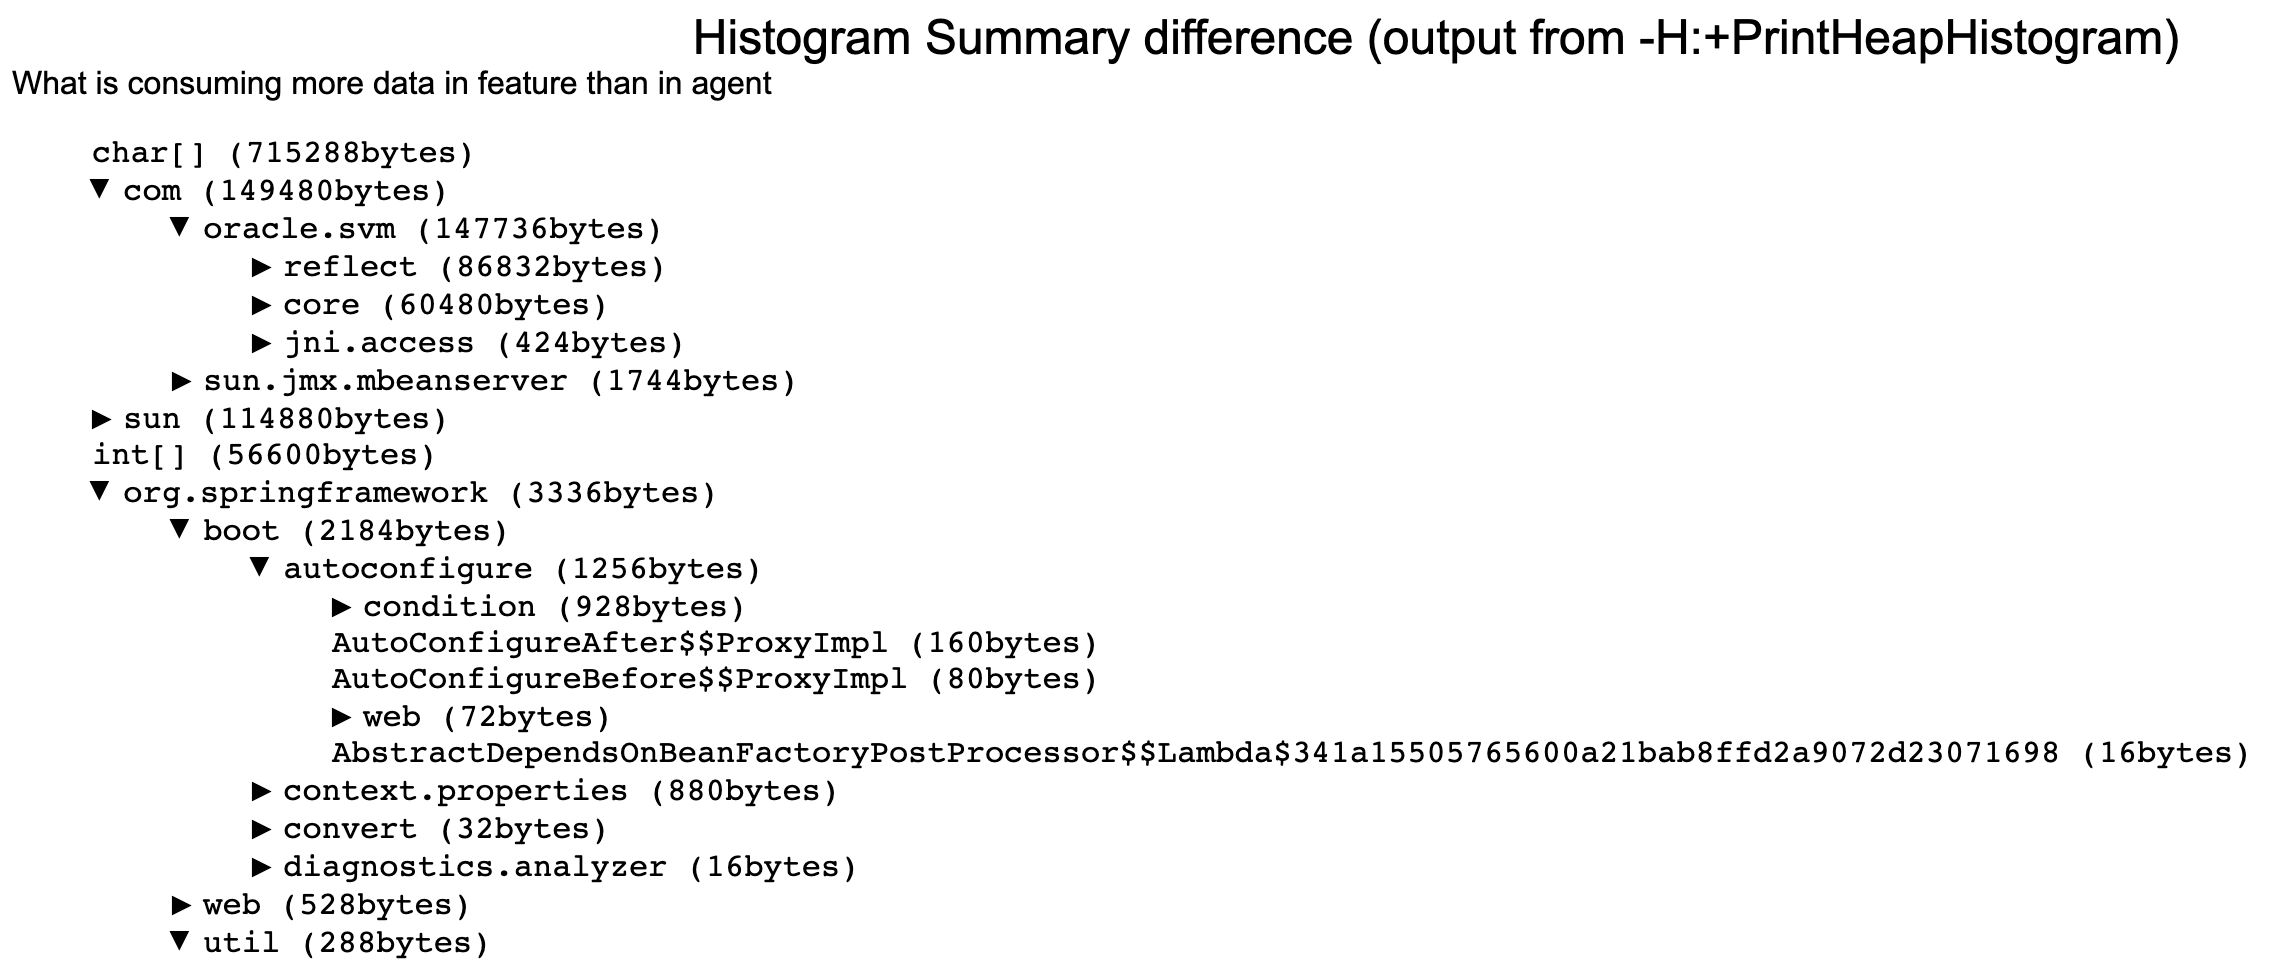 Histogram Summary difference (output from -H:+PrintHeapHistogram)
What is consuming more data in feature than in agent
char[] (715288bytes)
▼ com (149480bytes)
▼ oracle.svm (147736bytes)
▶ reflect (86832bytes)
▶ core (60480bytes)
▶ jni.access (424bytes)
▶ sun.jmx.mbeanserver (1744bytes)
▶ sun (114880bytes)
int[] (56600bytes)
▼ org.springframework (3336bytes)
▼ boot (2184bytes)
▼ autoconfigure (1256bytes)
▶ condition (928bytes)
AutoConfigureAfter$$ProxyImpl (160bytes)
AutoConfigureBefore$$ProxyImpl (80bytes)
▶ web (72bytes)
AbstractDependsOnBeanFactoryPostProcessor$$Lambda$341a15505765600a21bab8ffd2a9072d23071698 (16bytes)
▶ context.properties (880bytes)
▶ convert (32bytes)
▶ diagnostics.analyzer (16bytes)
▶ web (528bytes)
▼ util (288bytes)